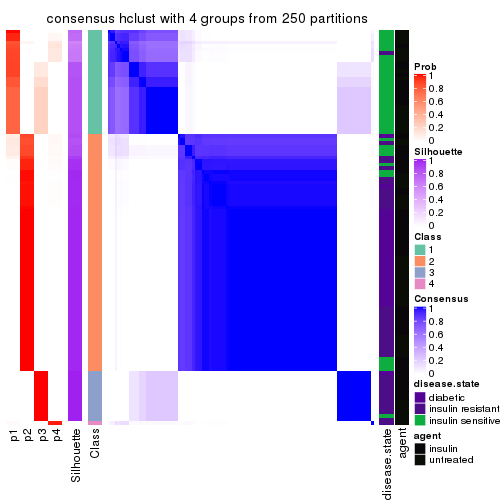 consensus hclust with 4 groups from 250 partitions
Prob
1
0.8
0.6
0.4
0.2
0
Silhouette
1
0.8
0.6
0.4
0.2
0
Class
1
2
3
4
Consensus
1
0.8
0.6
0.4
0.2
0
disease.state
diabetic
insulin resistant
insulin sensitive
agent
insulin
untreated
p1
p2
p3
p4
Silhouette
Class
disease.state
agent